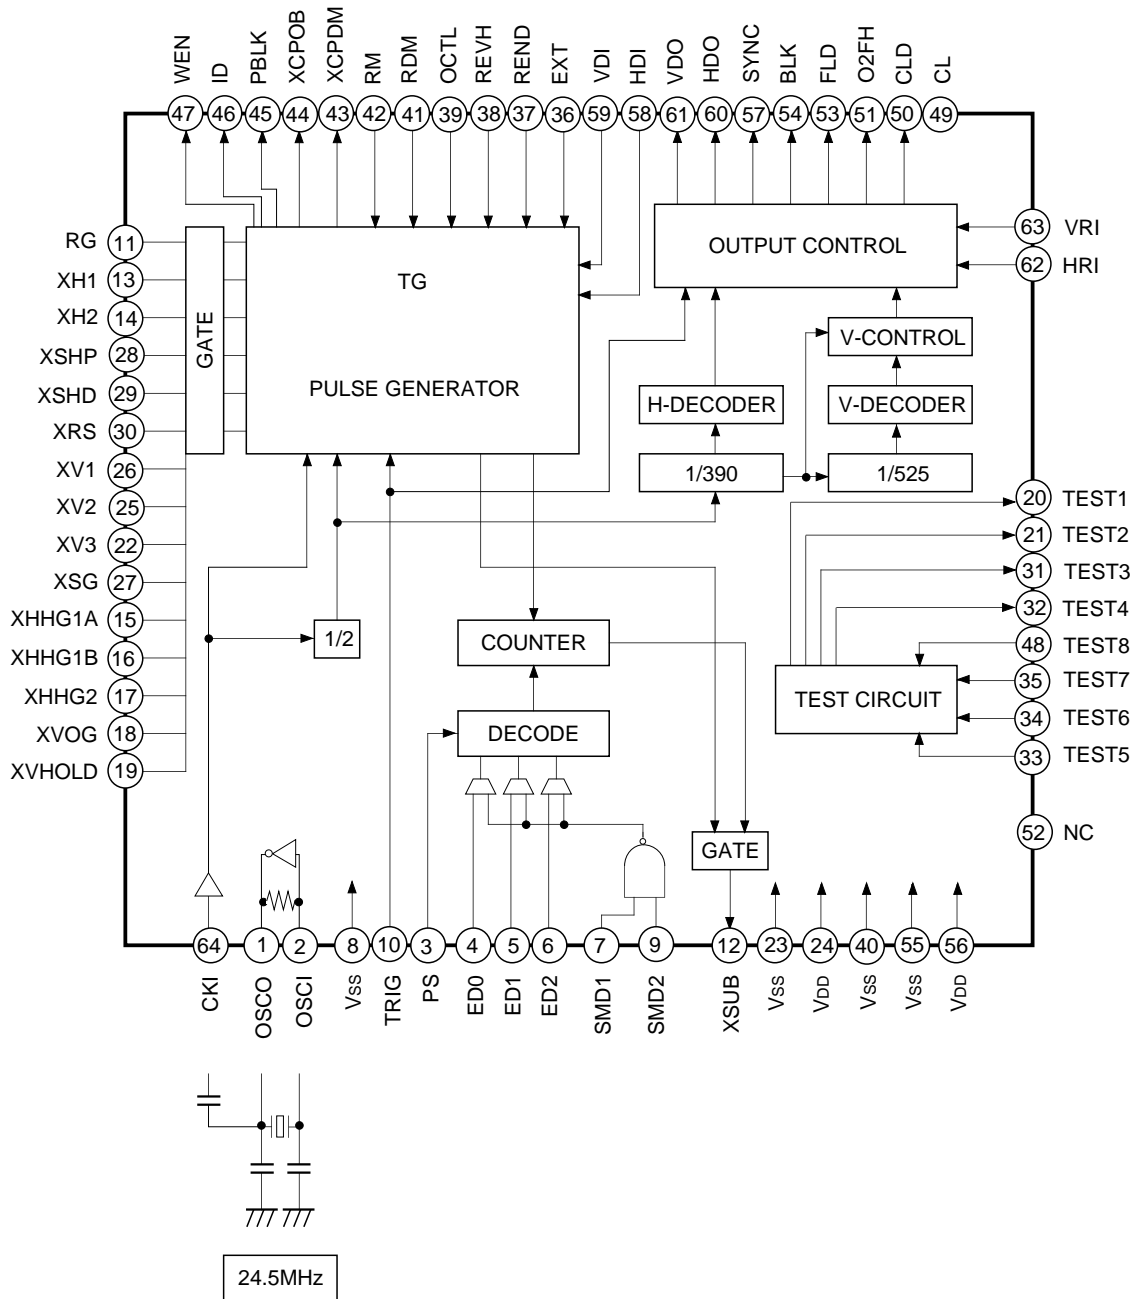 WEN
ID
PBLK
XCPOB
XCPDM
RM
RDM
OCTL
REVH
REND
EXT
VDI
HDI
VDO
HDO
SYNC
BLK
FLD
O2FH
CLD
CL
47
46
45
44
43
42
41
39
38
37
36
59
58
61
60
57
54
53
51
50
49
RG 11
XH1 13
XH2 14
XSHP 28
XSHD 29
XRS 30
XV1 26
XV2 25
XV3 22
XSG 27
XHHG1A 15
XHHG1B 16
XHHG2 17
XVOG 18
XVHOLD 19
GATE
TG
PULSE GENERATOR
OUTPUT CONTROL
63 VRI
62 HRI
V-CONTROL
H-DECODER
V-DECODER
1/390
1/525
20 TEST1
21 TEST2
31 TEST3
32 TEST4
48 TEST8
35 TEST7
34 TEST6
33 TEST5
1/2
COUNTER
TEST CIRCUIT
DECODE
GATE
52 NC
64
1
2
8
10
3
4
5
6
7
9
12
23
24
40
55
56
CKI
OSCO
OSCI
Vss
TRIG
PS
ED0
ED1
ED2
SMD1
SMD2
XSUB
Vss
VDD
Vss
Vss
VDD
24.5MHz